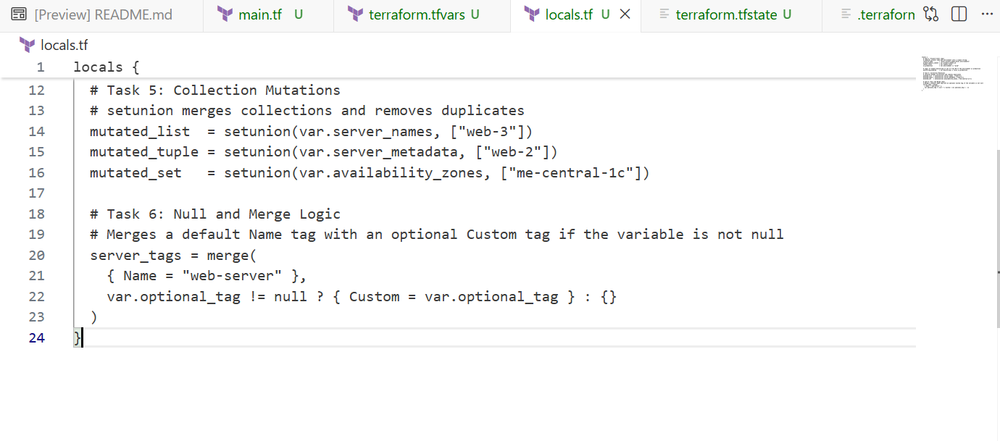 [Preview] README.md main.tf U terraform.tfvars U locals.tf U terraform.tfstate U .terraforn
locals.tf
1 locals {
12 # Task 5: Collection Mutations
13 # setunion merges collections and removes duplicates
14 mutated_list = setunion(var.server_names, ["web-3"])
15 mutated_tuple = setunion(var.server_metadata, ["web-2"])
16 mutated_set = setunion(var.availability_zones, ["me-central-1c"])
17
18 # Task 6: Null and Merge Logic
19 # Merges a default Name tag with an optional Custom tag if the variable is not null
20 server_tags = merge(
21 { Name = "web-server" },
22 var.optional_tag != null ? { Custom = var.optional_tag } : {}
23 )
24 }